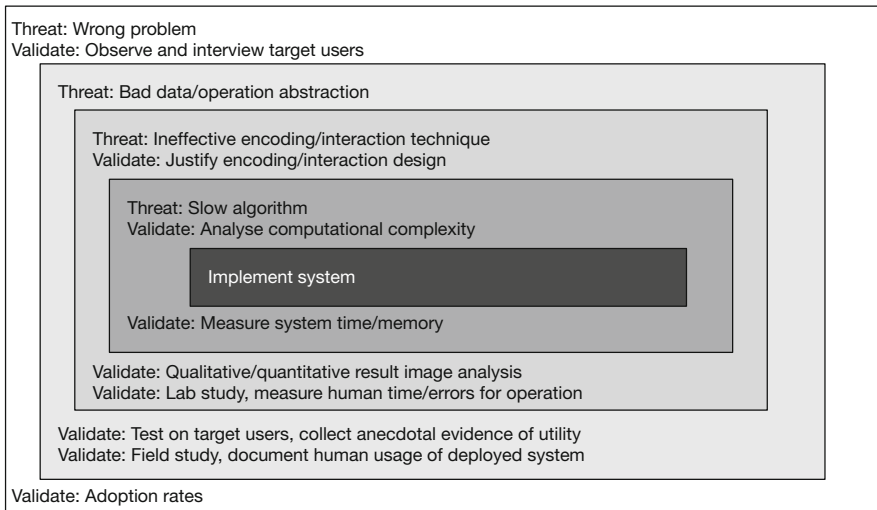 Threat: Wrong problem
Validate: Observe and interview target users
Threat: Bad data/operation abstraction
Threat: Ineffective encoding/interaction technique
Validate: Justify encoding/interaction design
Threat: Slow algorithm
Validate: Analyse computational complexity
Implement system
Validate: Measure system time/memory
Validate: Qualitative/quantitative result image analysis
Validate: Lab study, measure human time/errors for operation
Validate: Test on target users, collect anecdotal evidence of utility
Validate: Field study, document human usage of deployed system
Validate: Adoption rates